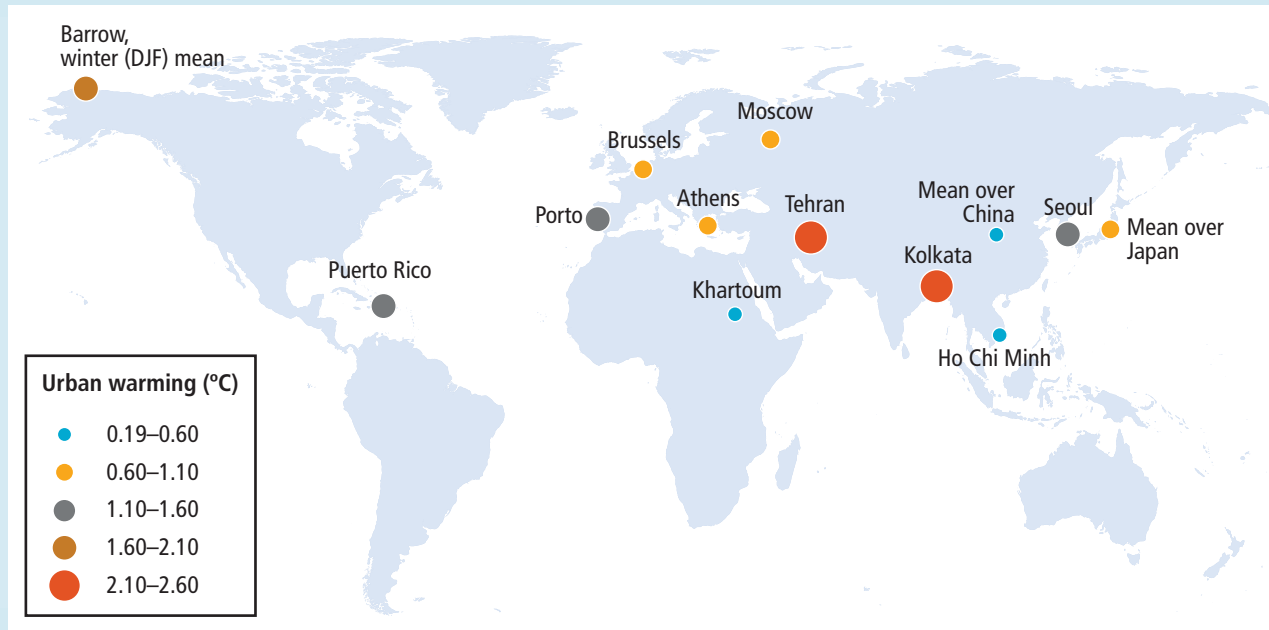 Barrow,
winter (DJF) mean
Moscow
Brussels
Mean over
China
Seoul
Athens
Tehran
Porto
Mean over
Japan
Kolkata
Puerto Rico
Khartoum
Ho Chi Minh
Urban warming (ºC)
0.19–0.60
0.60–1.10
1.10–1.60
1.60–2.10
2.10–2.60